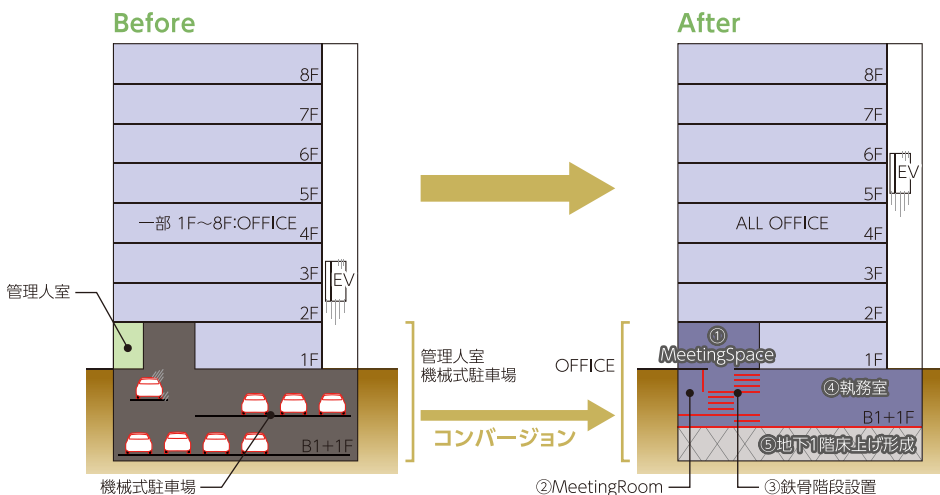 Before
8F
7F
6F
5F
一部 1F～8F:OFFICE
4F
3F
EV
2F
管理人室
1F
B1+1F
機械式駐車場
管理人室
機械式駐車場
OFFICE
コンバージョン
After
8F
7F
6F
EV
5F
ALL OFFICE
4F
3F
2F
①
MeetingSpace
1F
④執務室
B1+1F
⑤地下1階床上げ形成
②MeetingRoom
③鉄骨階段設置